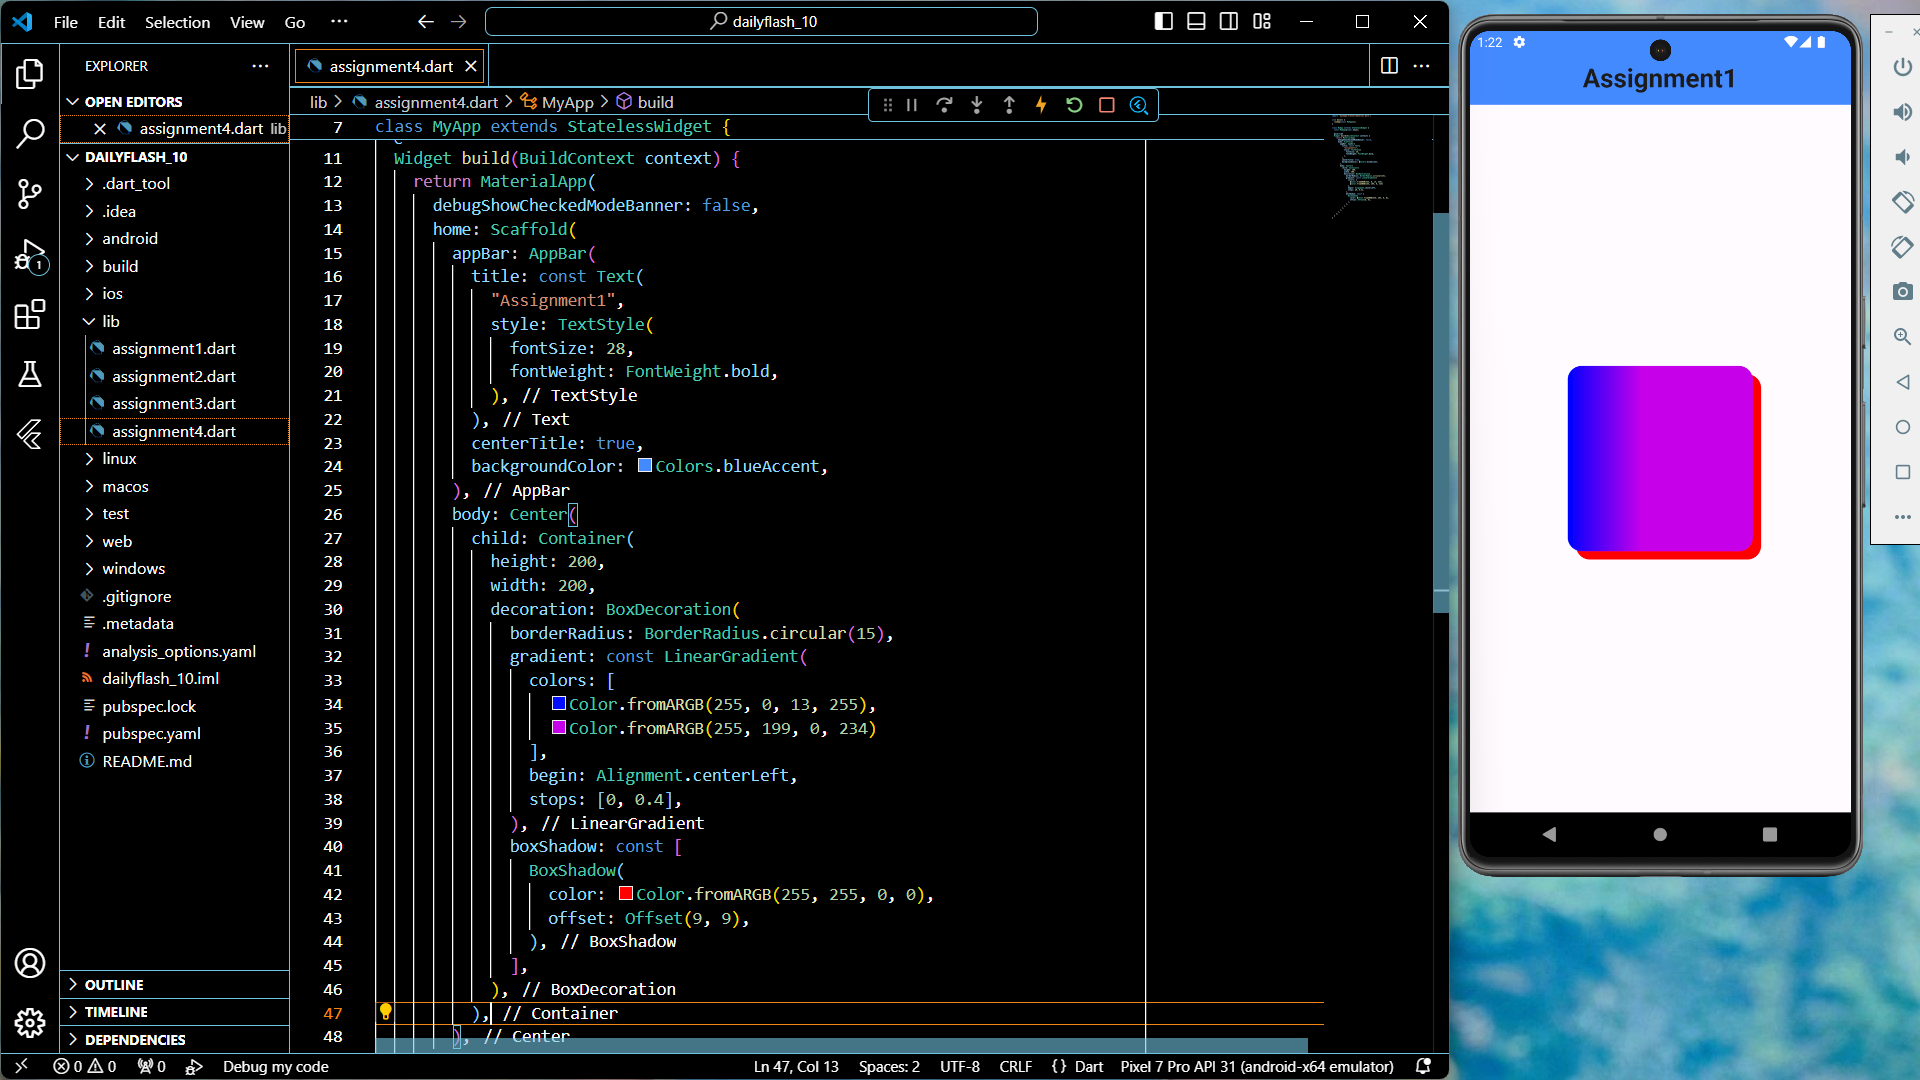 File Edit Selection View Go ··· dailyflash_10
EXPLORER
OPEN EDITORS
assignment4.dart lib
DAILYFLASH_10
.dart_tool
.idea
android
build
ios
lib
assignment1.dart
assignment2.dart
assignment3.dart
assignment4.dart
linux
macos
test
web
windows
.gitignore
.metadata
analysis_options.yaml
dailyflash_10.iml
pubspec.lock
pubspec.yaml
README.md
OUTLINE
TIMELINE
DEPENDENCIES
1
assignment4.dart
lib > assignment4.dart > MyApp > build
7 class MyApp extends StatelessWidget {
11 Widget build(BuildContext context) {
12 return MaterialApp(
13 debugShowCheckedModeBanner: false,
14 home: Scaffold(
15 appBar: AppBar(
16 title: const Text(
17 "Assignment1",
18 style: TextStyle(
19 fontSize: 28,
20 fontWeight: FontWeight.bold,
21 ), // TextStyle
22 ), // Text
23 centerTitle: true,
24 backgroundColor: Colors.blueAccent,
25 ), // AppBar
26 body: Center(
27 child: Container(
28 height: 200,
29 width: 200,
30 decoration: BoxDecoration(
31 borderRadius: BorderRadius.circular(15),
32 gradient: const LinearGradient(
33 colors: [
34 Color.fromARGB(255, 0, 13, 255),
35 Color.fromARGB(255, 199, 0, 234)
36 ],
37 begin: Alignment.centerLeft,
38 stops: [0, 0.4],
39 ), // LinearGradient
40 boxShadow: const [
41 BoxShadow(
42 color: Color.fromARGB(255, 255, 0, 0),
43 offset: Offset(9, 9),
44 ), // BoxShadow
45 ],
46 ), // BoxDecoration
47 ), // Container
48 ), // Center
0 0 0 Debug my code Ln 47, Col 13 Spaces: 2 UTF-8 CRLF {} Dart Pixel 7 Pro API 31 (android-x64 emulator)
1:22
Assignment1